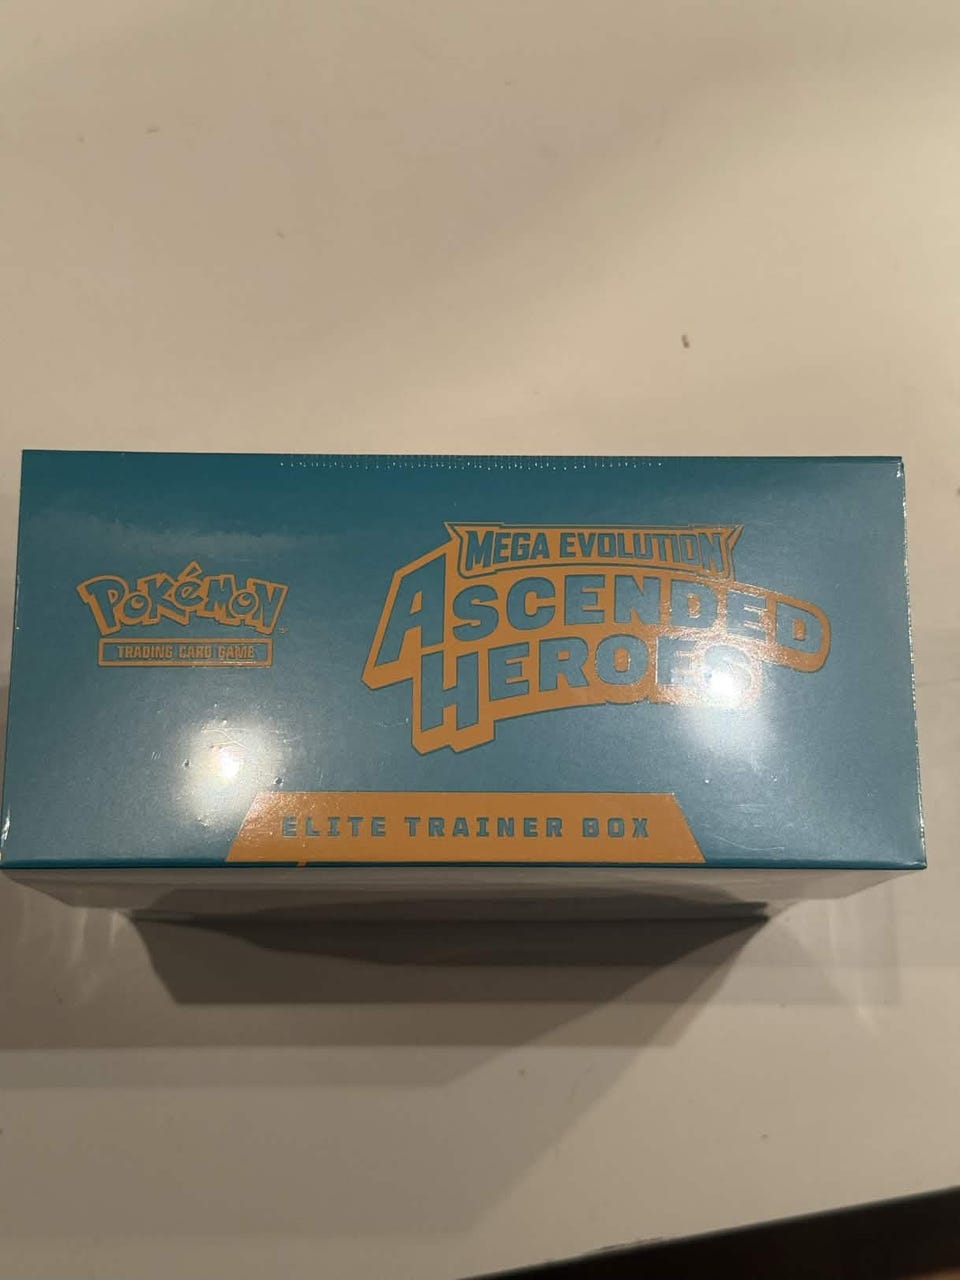 Pokémon
TRADING CARD GAME
MEGA EVOLUTION
ASCENDED
HEROES
ELITE TRAINER BOX